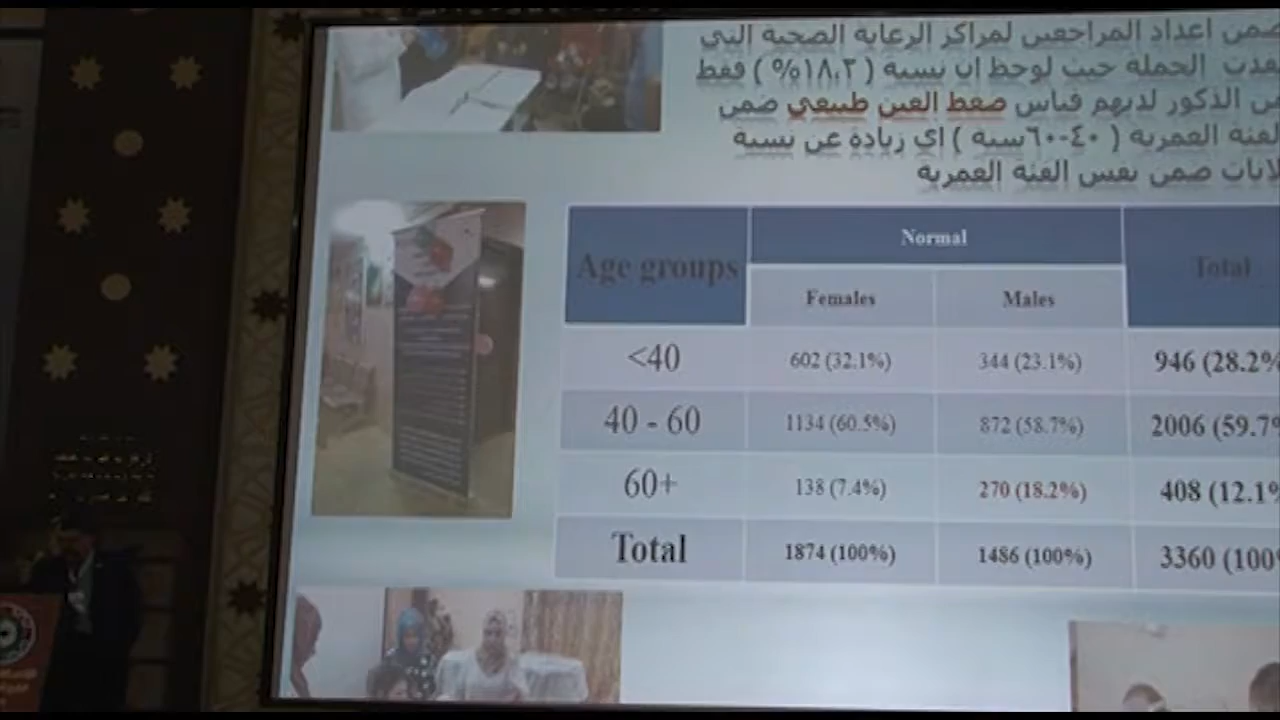 ضمن اعداد المراجعين لمراكز الرعاية الصحية التي
الحملة حيث لوحظ ان نسبة ( ١٨،٢% ) فقط
من الذكور لديهم قياس ضغط العين طبيعي ضمن
الفئة العمرية ( ٤٠-٦٠سنة ) اي زيادة عن نسبة
ضمن نفس الفئة العمرية
Age groups Normal Total
Females Males
<40 602 (32.1%) 344 (23.1%) 946 (28.2%
40 - 60 1134 (60.5%) 872 (58.7%) 2006 (59.7%
60+ 138 (7.4%) 270 (18.2%) 408 (12.1%
Total 1874 (100%) 1486 (100%) 3360 (100%